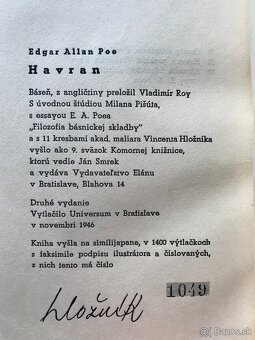 Edgar Allan Poe
Havran
Báseň, z angličtiny preložil Vladimír Roy
S úvodnou štúdiou Milana Pišúta,
s essayou E. A. Poea
„Filozofia básnickej skladby"
a s 11 kresbami akad. maliara Vincenta Hložníka
vyšlo ako 9. sväzok Komornej knižnice,
ktorú vedie Ján Smrek
a vydáva Vydavateľstvo Elánu
v Bratislave, Blahova 14
Druhé vydanie
Vytlačilo Universum v Bratislave
v novembri 1946
Kniha vyšla na similijapane, v 1400 výtlačkoch
s faksimile podpisu ilustrátora a číslovaných,
z nich tento má číslo
1049
Hložník
bazos.sk